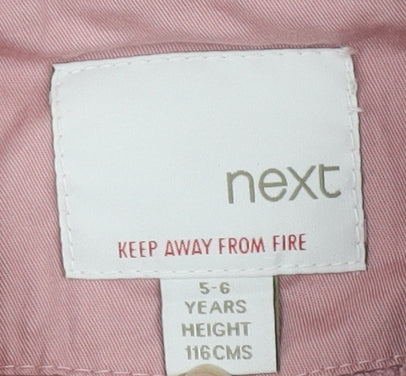 next
KEEP AWAY FROM FIRE
5-6
YEARS
HEIGHT
116CMS